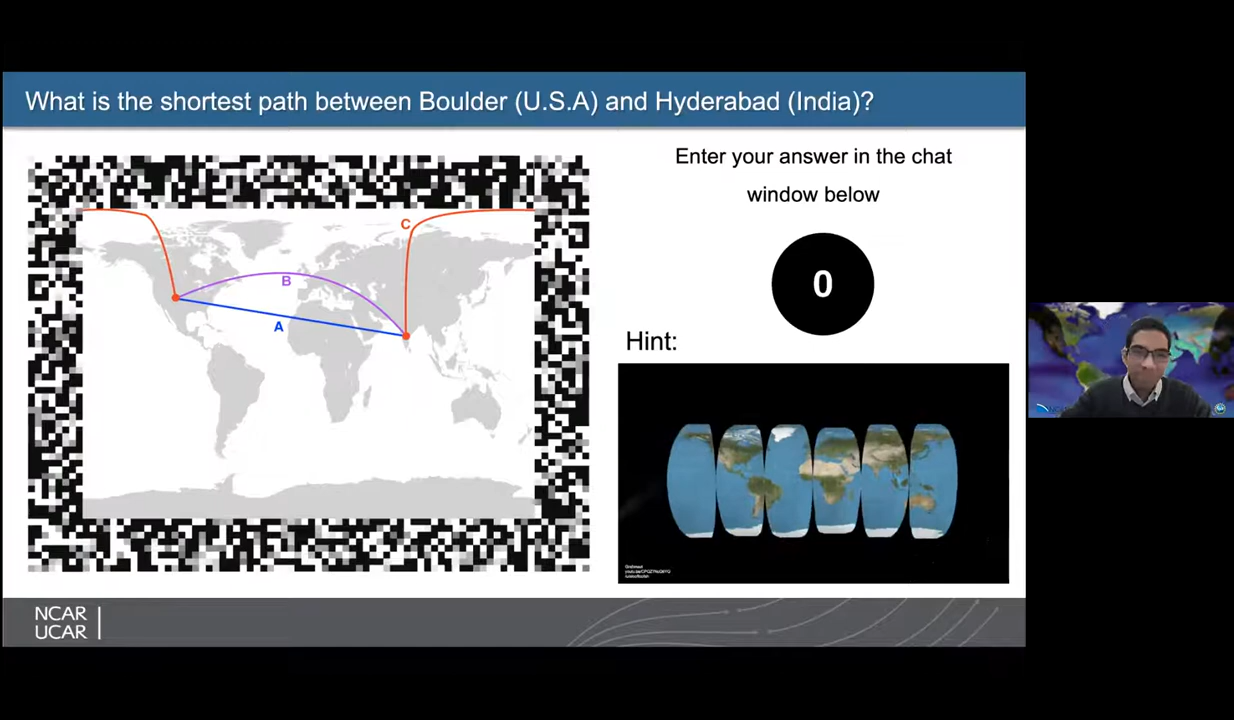 What is the shortest path between Boulder (U.S.A) and Hyderabad (India)?
Enter your answer in the chat
window below
C
B
A
0
Hint:
NCAR
UCAR